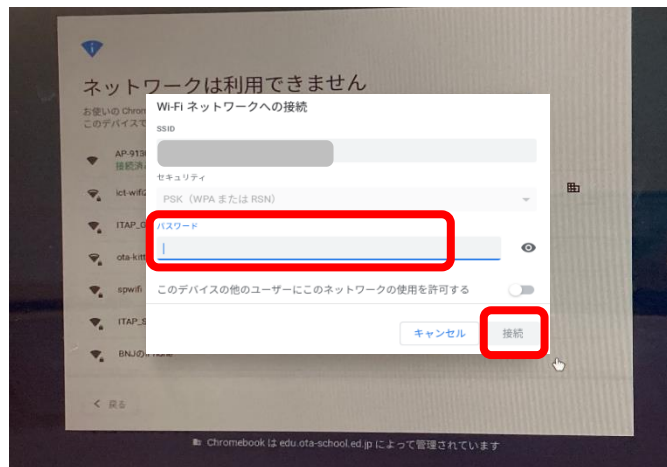 ネットワークは利用できません
お使いの Chrom
このデバイスで
Wi-Fi ネットワークへの接続
SSID
AP-913
接続済
セキュリティ
ict-wifi
PSK（WPA または RSN）
ITAP_
パスワード
ota-kit
spwifi
このデバイスの他のユーザーにこのネットワークの使用を許可する
ITAP_S
キャンセル
接続
BNJの
戻る
Chromebook は edu.ota-school.ed.jp によって管理されています